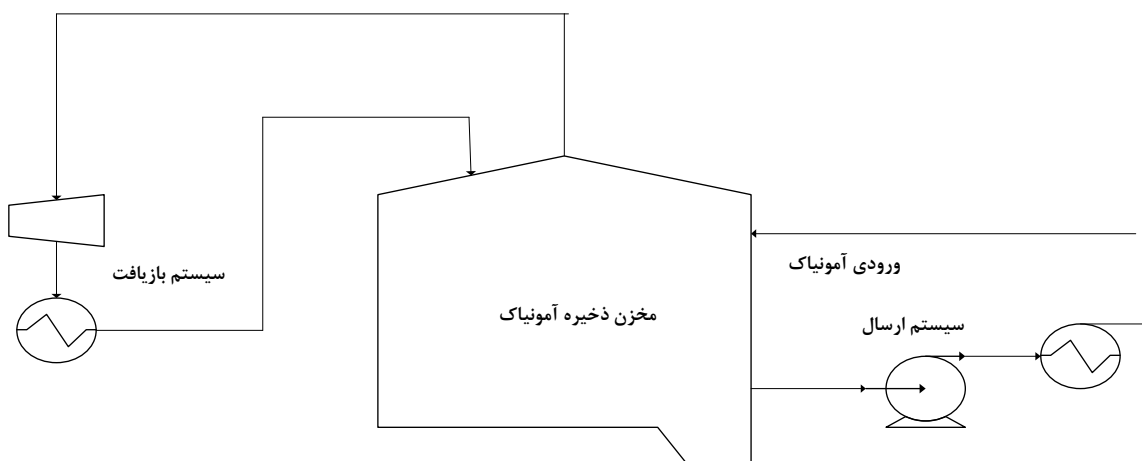 سیستم بازیافت
ورودی آمونیاک
مخزن ذخیره آمونیاک
سیستم ارسال